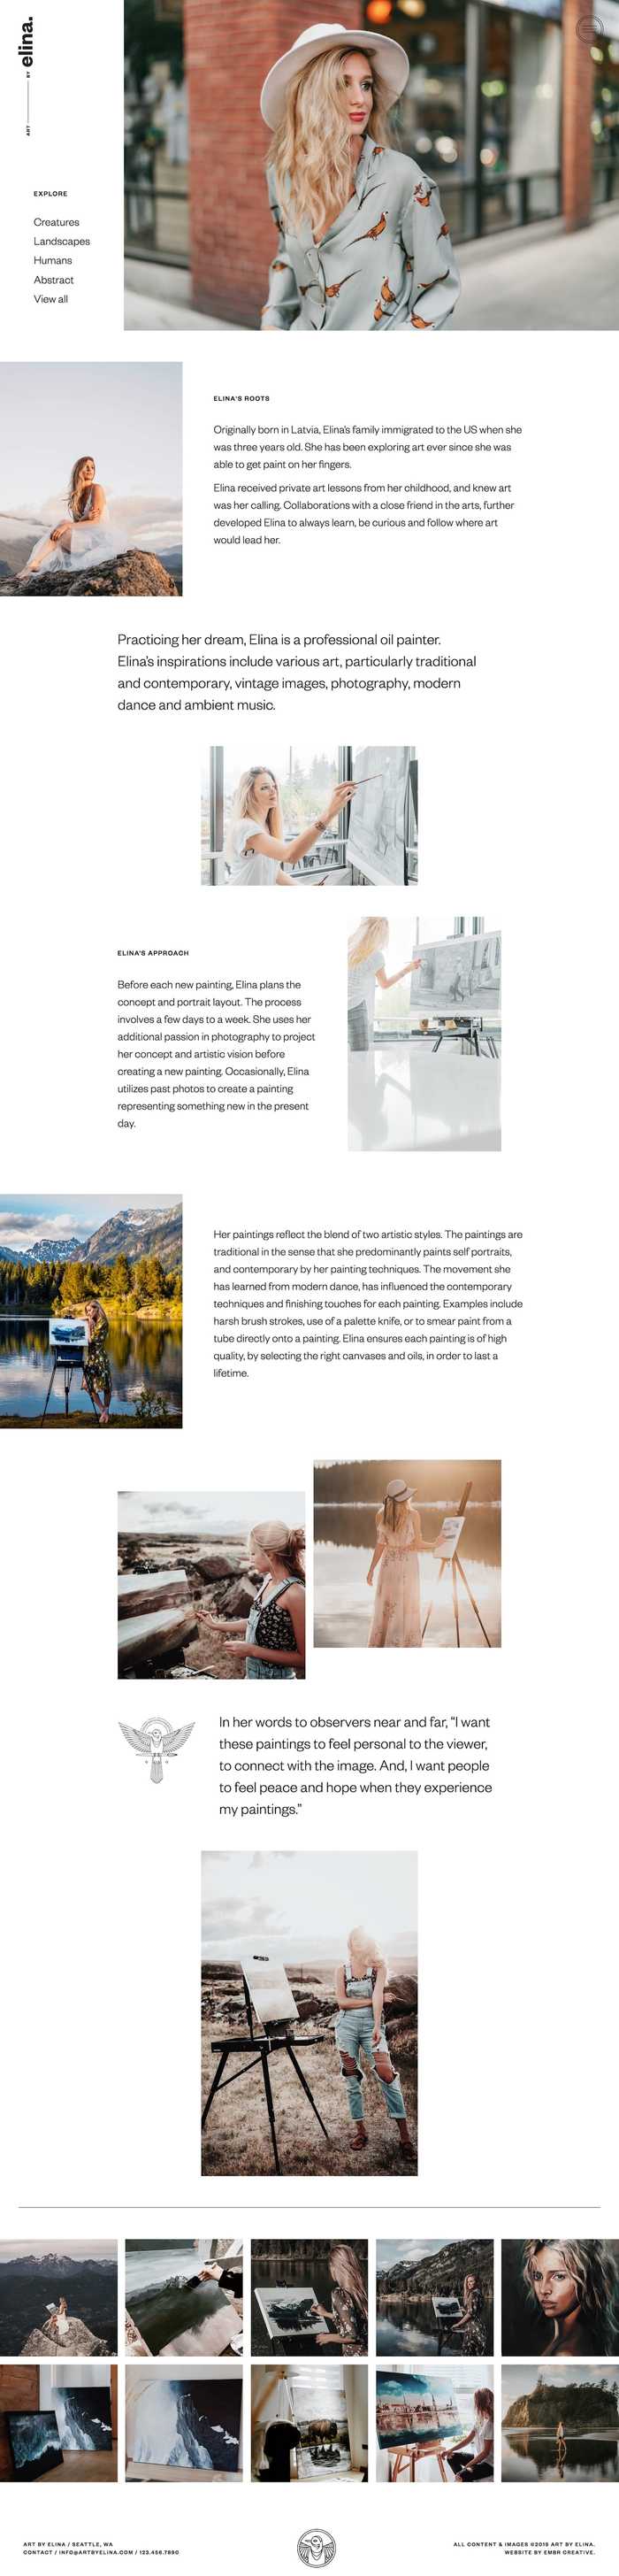 ART BY elina.
EXPLORE
Creatures
Landscapes
Humans
Abstract
View all
ELINA'S ROOTS
Originally born in Latvia, Elina's family immigrated to the US when she
was three years old. She has been exploring art ever since she was
able to get paint on her fingers.
Elina received private art lessons from her childhood, and knew art
was her calling. Collaborations with a close friend in the arts, further
developed Elina to always learn, be curious and follow where art
would lead her.
Practicing her dream, Elina is a professional oil painter.
Elina's inspirations include various art, particularly traditional
and contemporary, vintage images, photography, modern
dance and ambient music.
ELINA'S APPROACH
Before each new painting, Elina plans the
concept and portrait layout. The process
involves a few days to a week. She uses her
additional passion in photography to project
her concept and artistic vision before
creating a new painting. Occasionally, Elina
utilizes past photos to create a painting
representing something new in the present
day.
Her paintings reflect the blend of two artistic styles. The paintings are
traditional in the sense that she predominantly paints self portraits,
and contemporary by her painting techniques. The movement she
has learned from modern dance, has influenced the contemporary
techniques and finishing touches for each painting. Examples include
harsh brush strokes, use of a palette knife, or to smear paint from a
tube directly onto a painting. Elina ensures each painting is of high
quality, by selecting the right canvases and oils, in order to last a
lifetime.
In her words to observers near and far, "I want
these paintings to feel personal to the viewer,
to connect with the image. And, I want people
to feel peace and hope when they experience
my paintings."
ART BY ELINA / SEATTLE, WA
CONTACT / INFO@ARTBYELINA.COM / 123.456.7890
ALL CONTENT & IMAGES ©2019 ART BY ELINA.
WEBSITE BY EMBR CREATIVE.